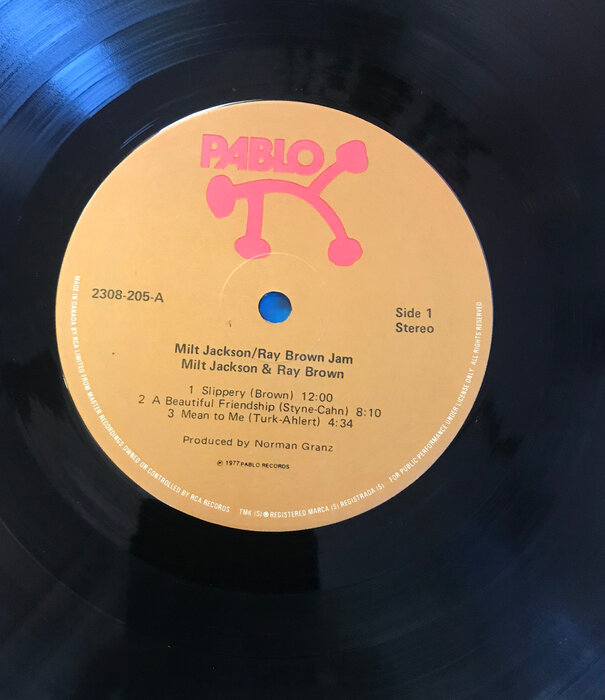 PABLO
2308-205-A
Side 1
Stereo
Milt Jackson/Ray Brown Jam
Milt Jackson & Ray Brown
1 Slippery (Brown) 12:00
2 A Beautiful Friendship (Styne-Cahn) 8:10
3 Mean to Me (Turk-Ahlert) 4:34
Produced by Norman Granz
℗ 1977 PABLO RECORDS
MADE IN CANADA BY RCA LIMITED FROM MASTER RECORDINGS OWNED OR CONTROLLED BY RCA RECORDS TMK (S) ® REGISTERED MARCA (S) REGISTRADA (S) FOR PUBLIC PERFORMANCE UNDER LICENSE ONLY ALL RIGHTS RESERVED